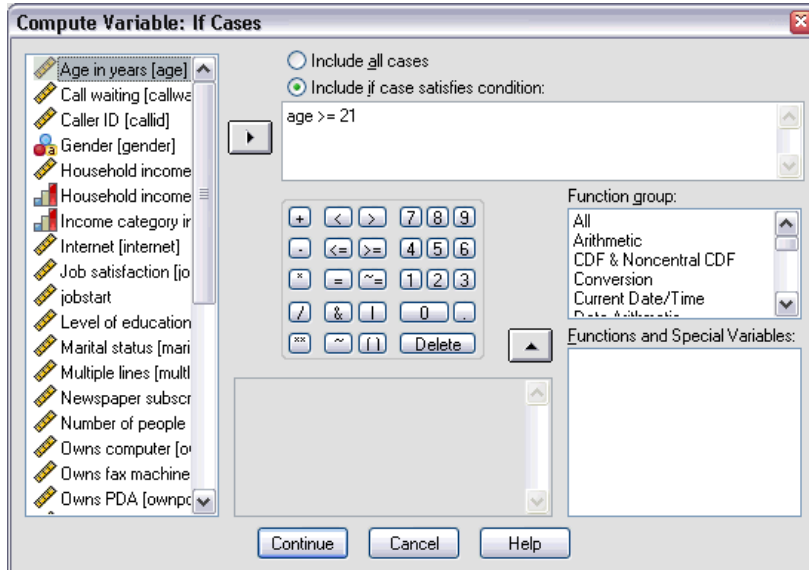 Compute Variable: If Cases
Age in years [age]
Call waiting [callwa
Caller ID [callid]
Gender [gender]
Household income
Household income
Income category ir
Internet [internet]
Job satisfaction [jo
jobstart
Level of education
Marital status [mari
Multiple lines [multl
Newspaper subscr
Number of people
Owns computer [o
Owns fax machine
Owns PDA [ownpc
Include all cases
Include if case satisfies condition:
age >= 21
+ < > 7 8 9
- <= >= 4 5 6
* = ~= 1 2 3
/ & | 0 .
** ~ ( ) Delete
Function group:
All
Arithmetic
CDF & Noncentral CDF
Conversion
Current Date/Time
Date Arithmetic
Functions and Special Variables:
Continue Cancel Help